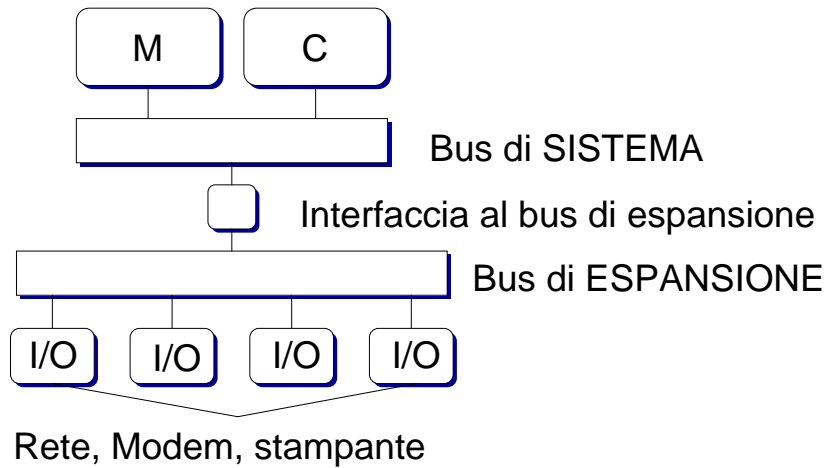 M C
Bus di SISTEMA
Interfaccia al bus di espansione
Bus di ESPANSIONE
I/O I/O I/O I/O
Rete, Modem, stampante